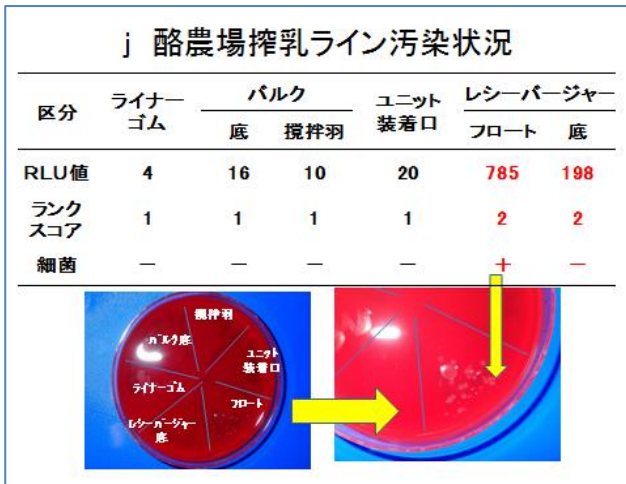 j 酪農場搾乳ライン汚染状況
区分 ライナーゴム バルク ユニット装着口 レシーバージャー
底 攪拌羽 フロート 底
RLU値 4 16 10 20 785 198
ランクスコア 1 1 1 1 2 2
細菌 － － － － ＋ －
攪拌羽
バルク底
ユニット
装着口
ライナーゴム
フロート
レシーバージャー
底